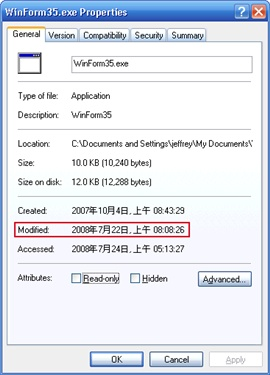 WinForm35.exe Properties
General Version Compatibility Security Summary
WinForm35.exe
Type of file: Application
Description: WinForm35
Location: C:\Documents and Settings\jeffrey\My Documents\
Size: 10.0 KB (10,240 bytes)
Size on disk: 12.0 KB (12,288 bytes)
Created: 2007年10月4日, 上午 08:43:29
Modified: 2008年7月22日, 上午 08:08:26
Accessed: 2008年7月24日, 上午 05:13:27
Attributes: Read-only Hidden Advanced...
OK Cancel Apply